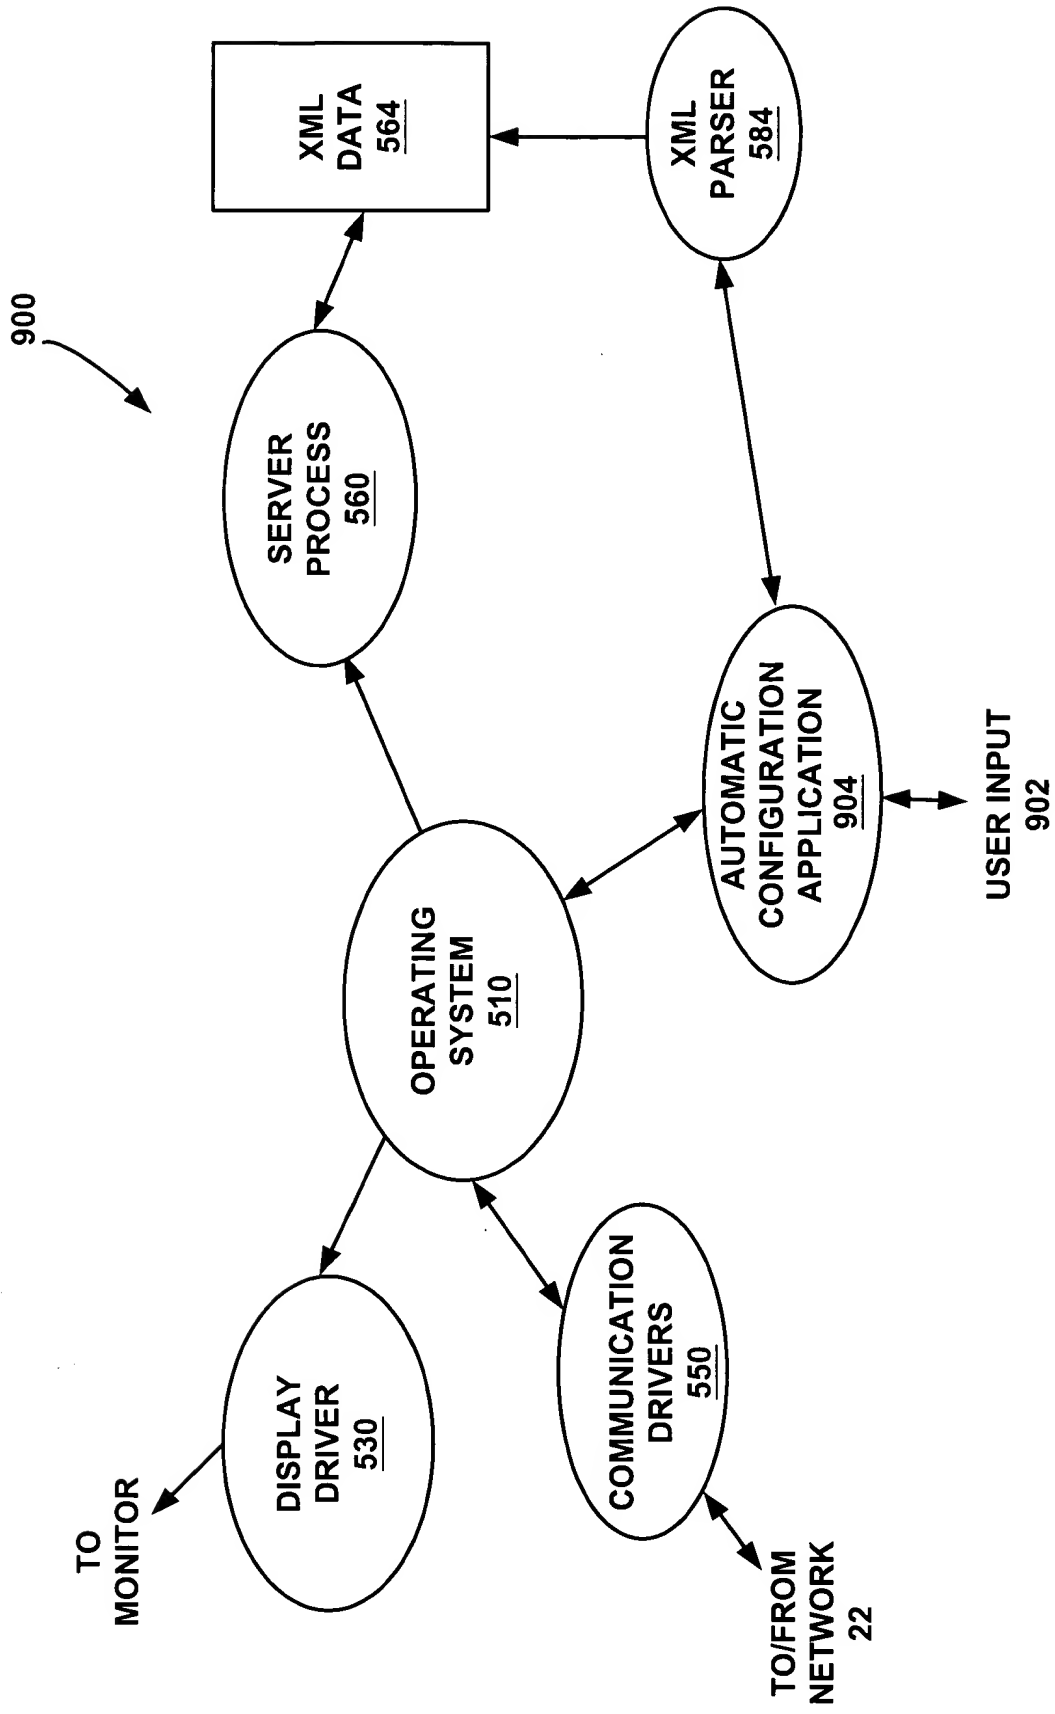 900
TO
MONITOR
DISPLAY
DRIVER
530
SERVER
PROCESS
560
XML
DATA
564
OPERATING
SYSTEM
510
COMMUNICATION
DRIVERS
550
TO/FROM
NETWORK
22
AUTOMATIC
CONFIGURATION
APPLICATION
904
XML
PARSER
584
USER INPUT
902